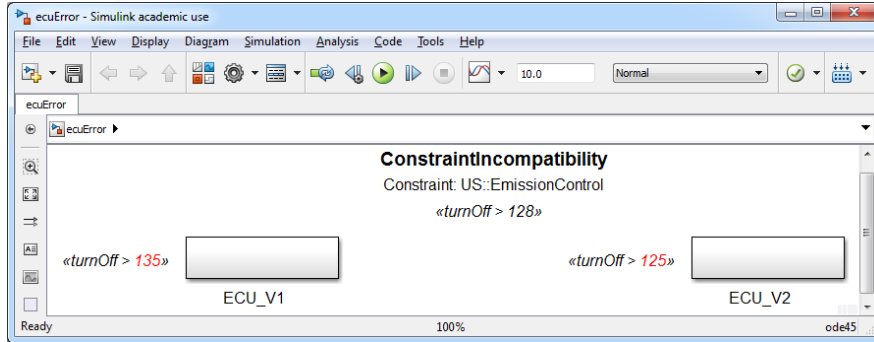 ecuError - Simulink academic use
File Edit View Display Diagram Simulation Analysis Code Tools Help
10.0 Normal
ecuError
ecuError
ConstraintIncompatibility
Constraint: US::EmissionControl
«turnOff > 128»
«turnOff > 135» «turnOff > 125»
ECU_V1 ECU_V2
Ready 100% ode45